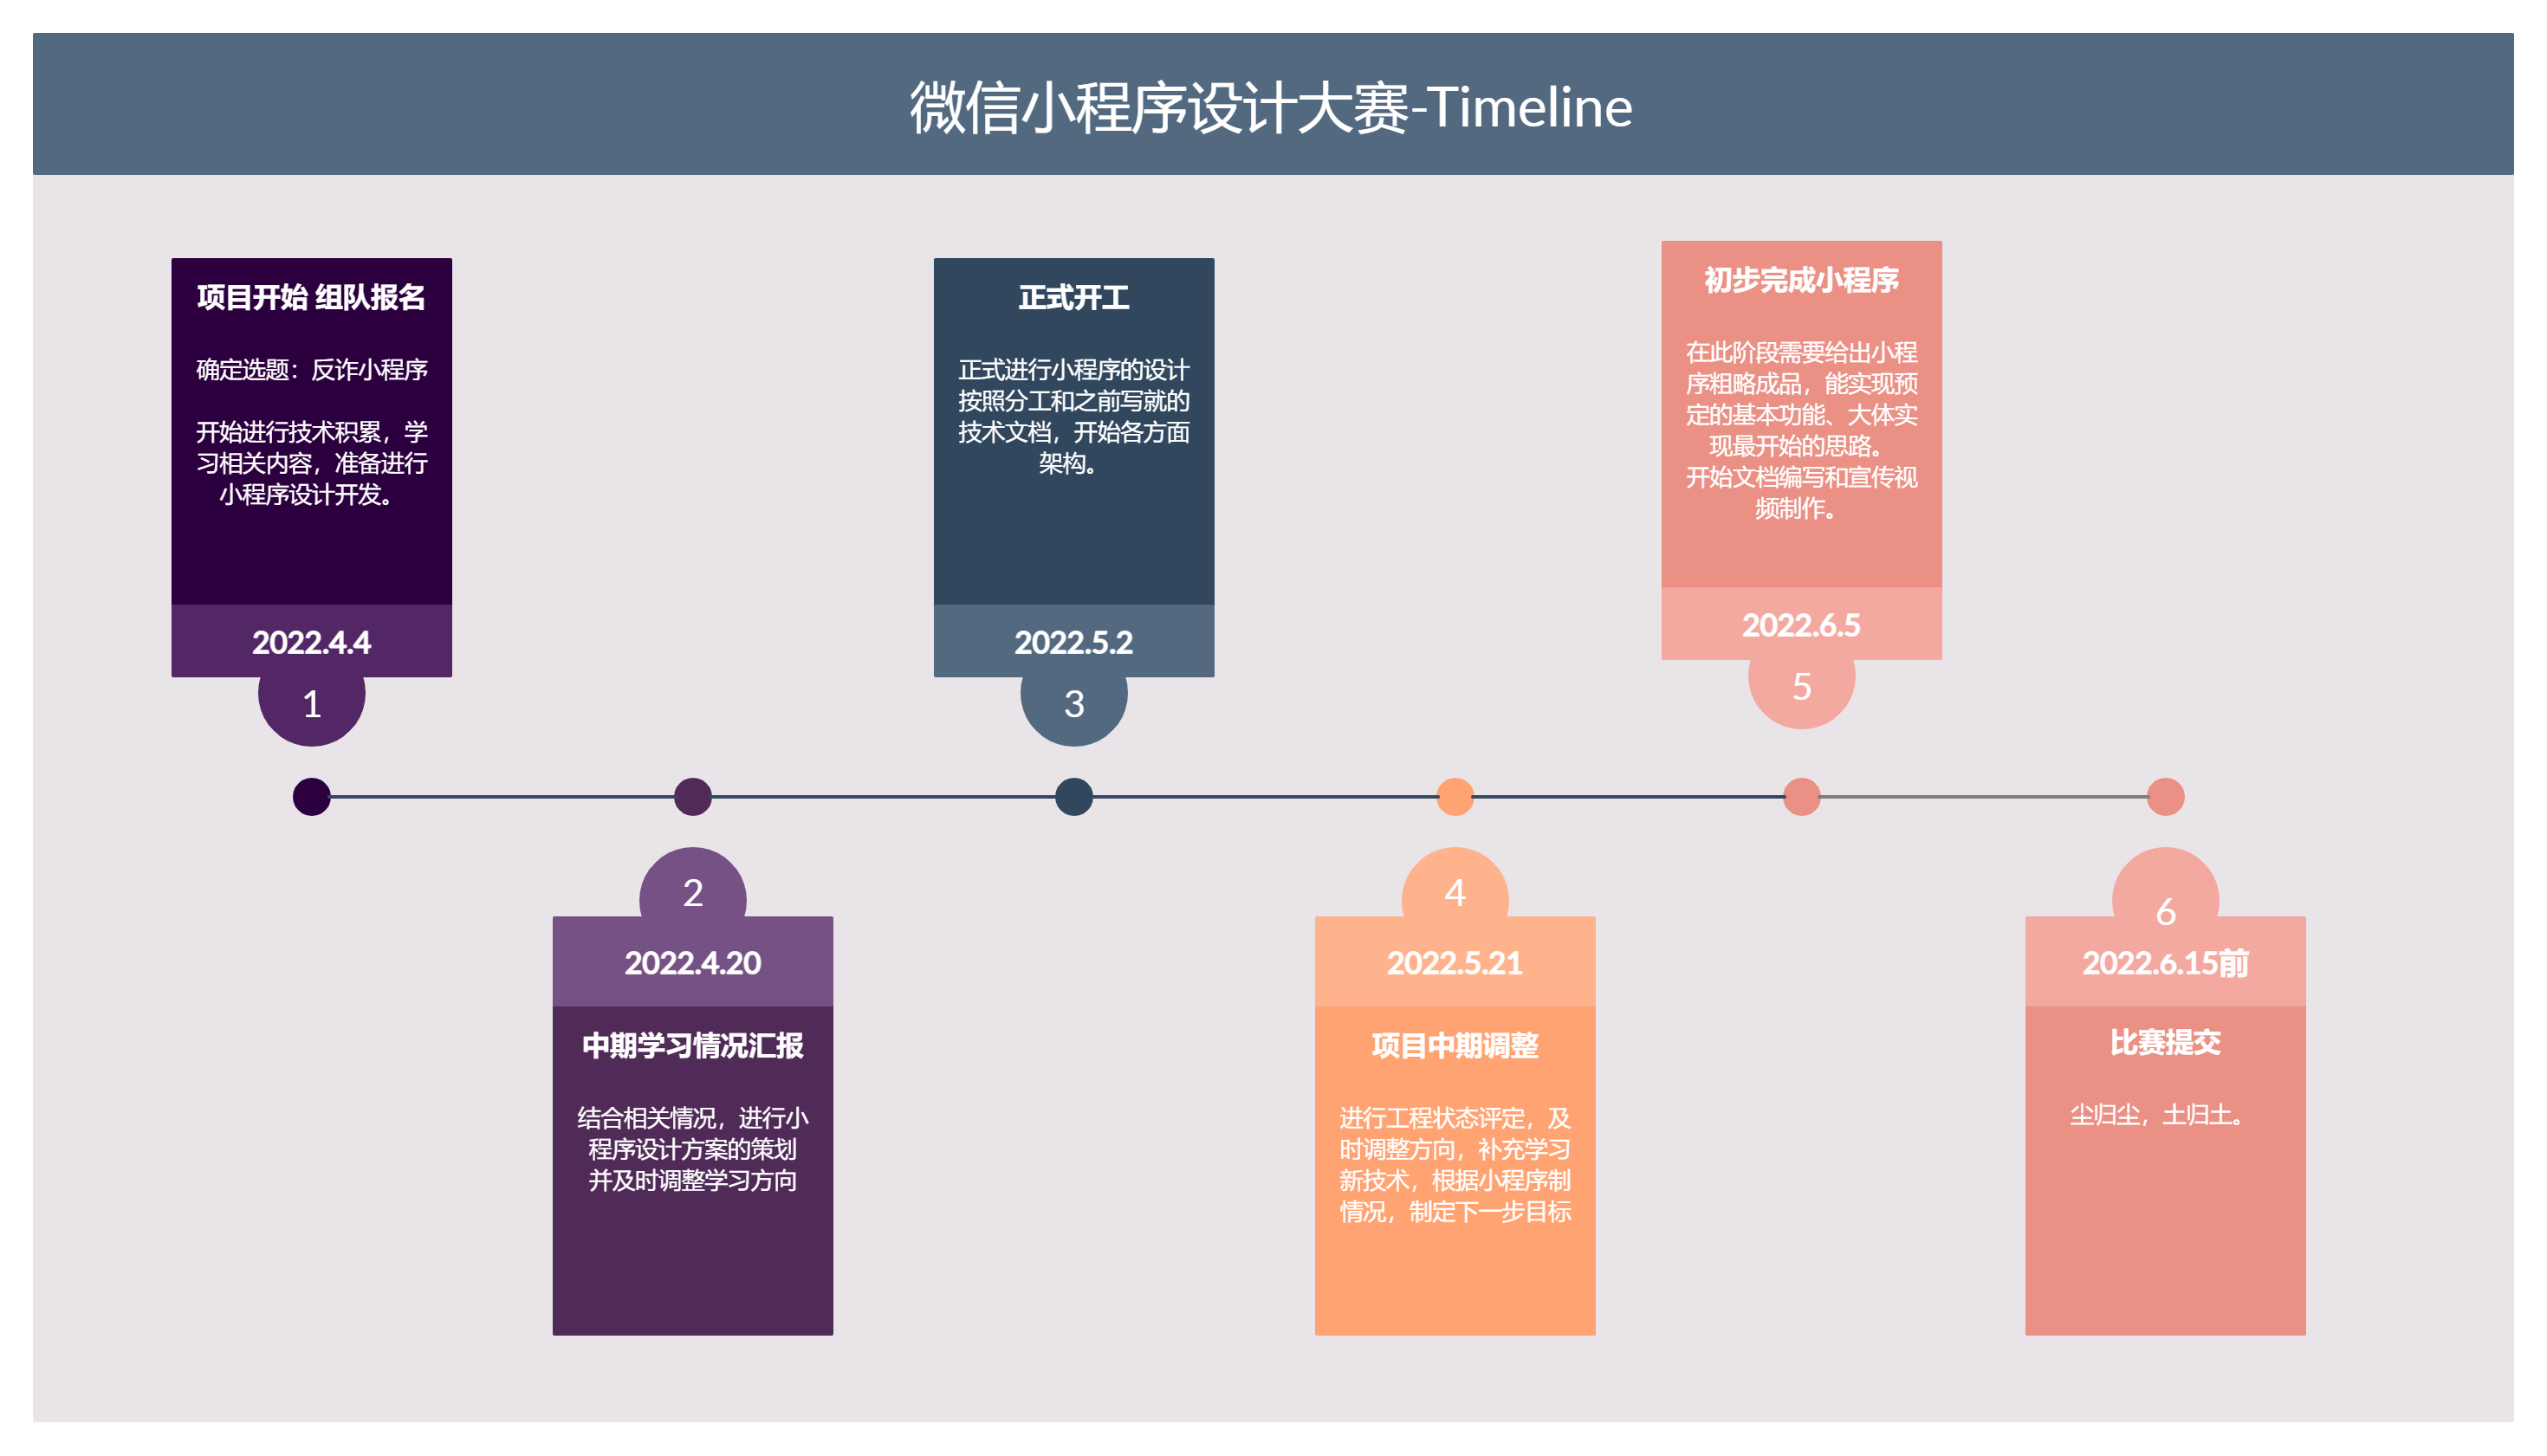 微信小程序设计大赛-Timeline
项目开始 组队报名
确定选题：反诈小程序
开始进行技术积累，学
习相关内容，准备进行
小程序设计开发。
2022.4.4
1
2
2022.4.20
中期学习情况汇报
结合相关情况，进行小
程序设计方案的策划
并及时调整学习方向
正式开工
正式进行小程序的设计
按照分工和之前写就的
技术文档，开始各方面
架构。
2022.5.2
3
4
2022.5.21
项目中期调整
进行工程状态评定，及
时调整方向，补充学习
新技术，根据小程序制
情况，制定下一步目标
初步完成小程序
在此阶段需要给出小程
序粗略成品，能实现预
定的基本功能、大体实
现最开始的思路。
开始文档编写和宣传视
频制作。
2022.6.5
5
6
2022.6.15前
比赛提交
尘归尘，土归土。